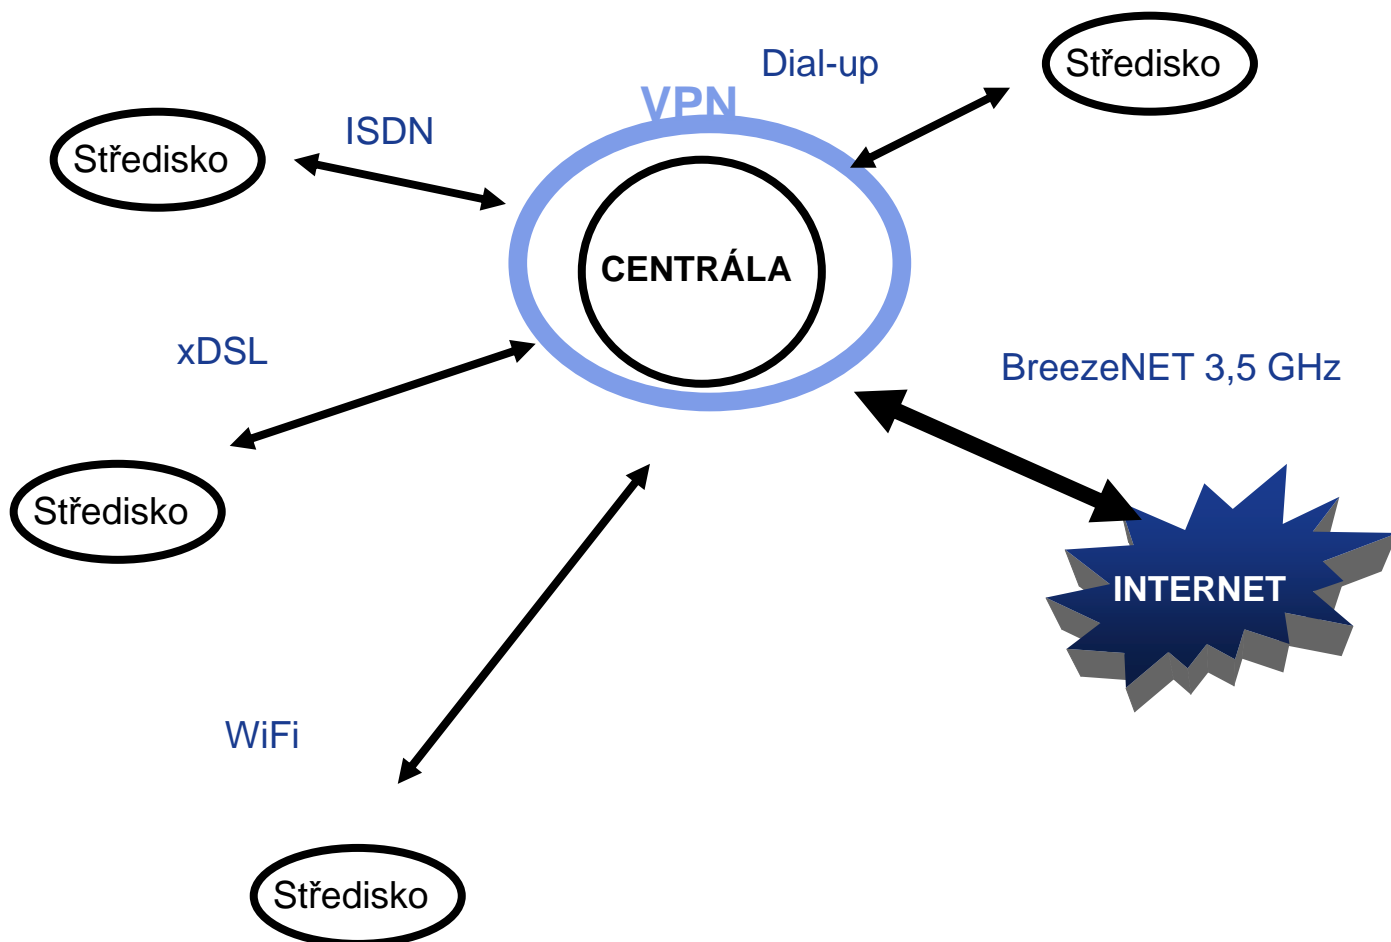 Dial-up
Středisko
VPN
ISDN
Středisko
CENTRÁLA
xDSL
BreezeNET 3,5 GHz
Středisko
INTERNET
WiFi
Středisko